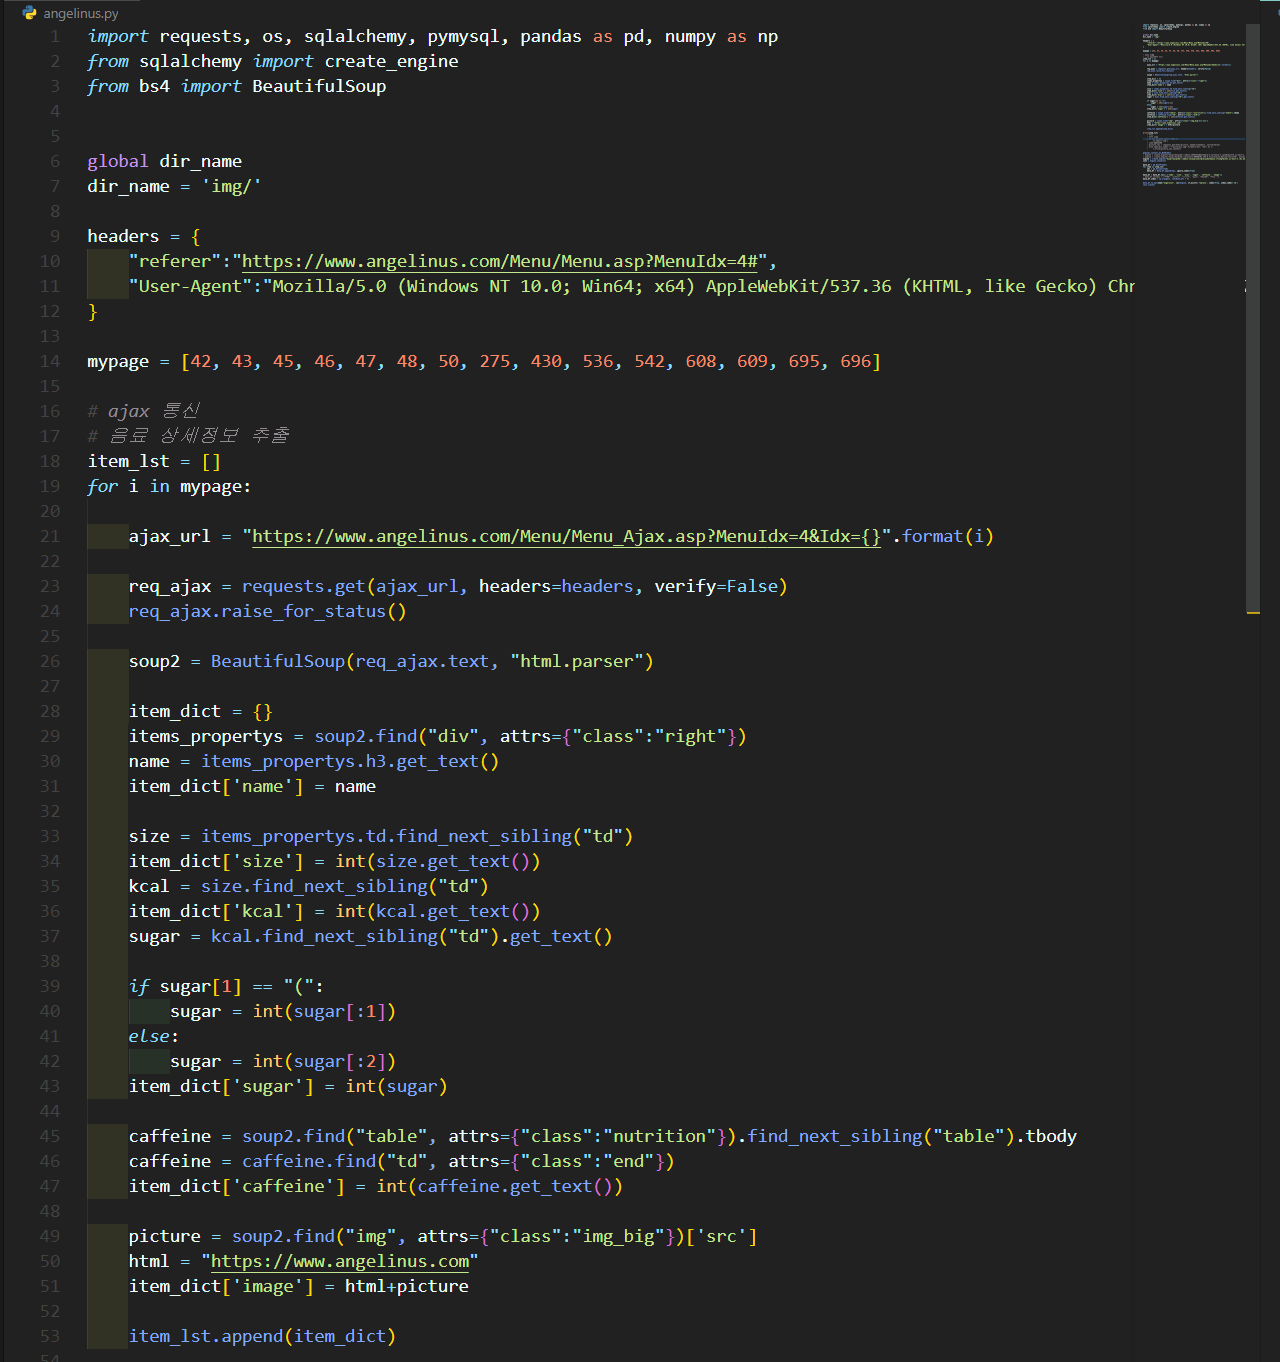 angelinus.py
1 import requests, os, sqlalchemy, pymysql, pandas as pd, numpy as np
2 from sqlalchemy import create_engine
3 from bs4 import BeautifulSoup
4
5
6 global dir_name
7 dir_name = 'img/'
8
9 headers = {
10 "referer":"https://www.angelinus.com/Menu/Menu.asp?MenuIdx=4#",
11 "User-Agent":"Mozilla/5.0 (Windows NT 10.0; Win64; x64) AppleWebKit/537.36 (KHTML, like Gecko) Chr
12 }
13
14 mypage = [42, 43, 45, 46, 47, 48, 50, 275, 430, 536, 542, 608, 609, 695, 696]
15
16 # ajax 통신
17 # 음료 상세정보 추출
18 item_lst = []
19 for i in mypage:
20
21 ajax_url = "https://www.angelinus.com/Menu/Menu_Ajax.asp?MenuIdx=4&Idx={}".format(i)
22
23 req_ajax = requests.get(ajax_url, headers=headers, verify=False)
24 req_ajax.raise_for_status()
25
26 soup2 = BeautifulSoup(req_ajax.text, "html.parser")
27
28 item_dict = {}
29 items_propertys = soup2.find("div", attrs={"class":"right"})
30 name = items_propertys.h3.get_text()
31 item_dict['name'] = name
32
33 size = items_propertys.td.find_next_sibling("td")
34 item_dict['size'] = int(size.get_text())
35 kcal = size.find_next_sibling("td")
36 item_dict['kcal'] = int(kcal.get_text())
37 sugar = kcal.find_next_sibling("td").get_text()
38
39 if sugar[1] == "(":
40 sugar = int(sugar[:1])
41 else:
42 sugar = int(sugar[:2])
43 item_dict['sugar'] = int(sugar)
44
45 caffeine = soup2.find("table", attrs={"class":"nutrition"}).find_next_sibling("table").tbody
46 caffeine = caffeine.find("td", attrs={"class":"end"})
47 item_dict['caffeine'] = int(caffeine.get_text())
48
49 picture = soup2.find("img", attrs={"class":"img_big"})['src']
50 html = "https://www.angelinus.com"
51 item_dict['image'] = html+picture
52
53 item_lst.append(item_dict)
54